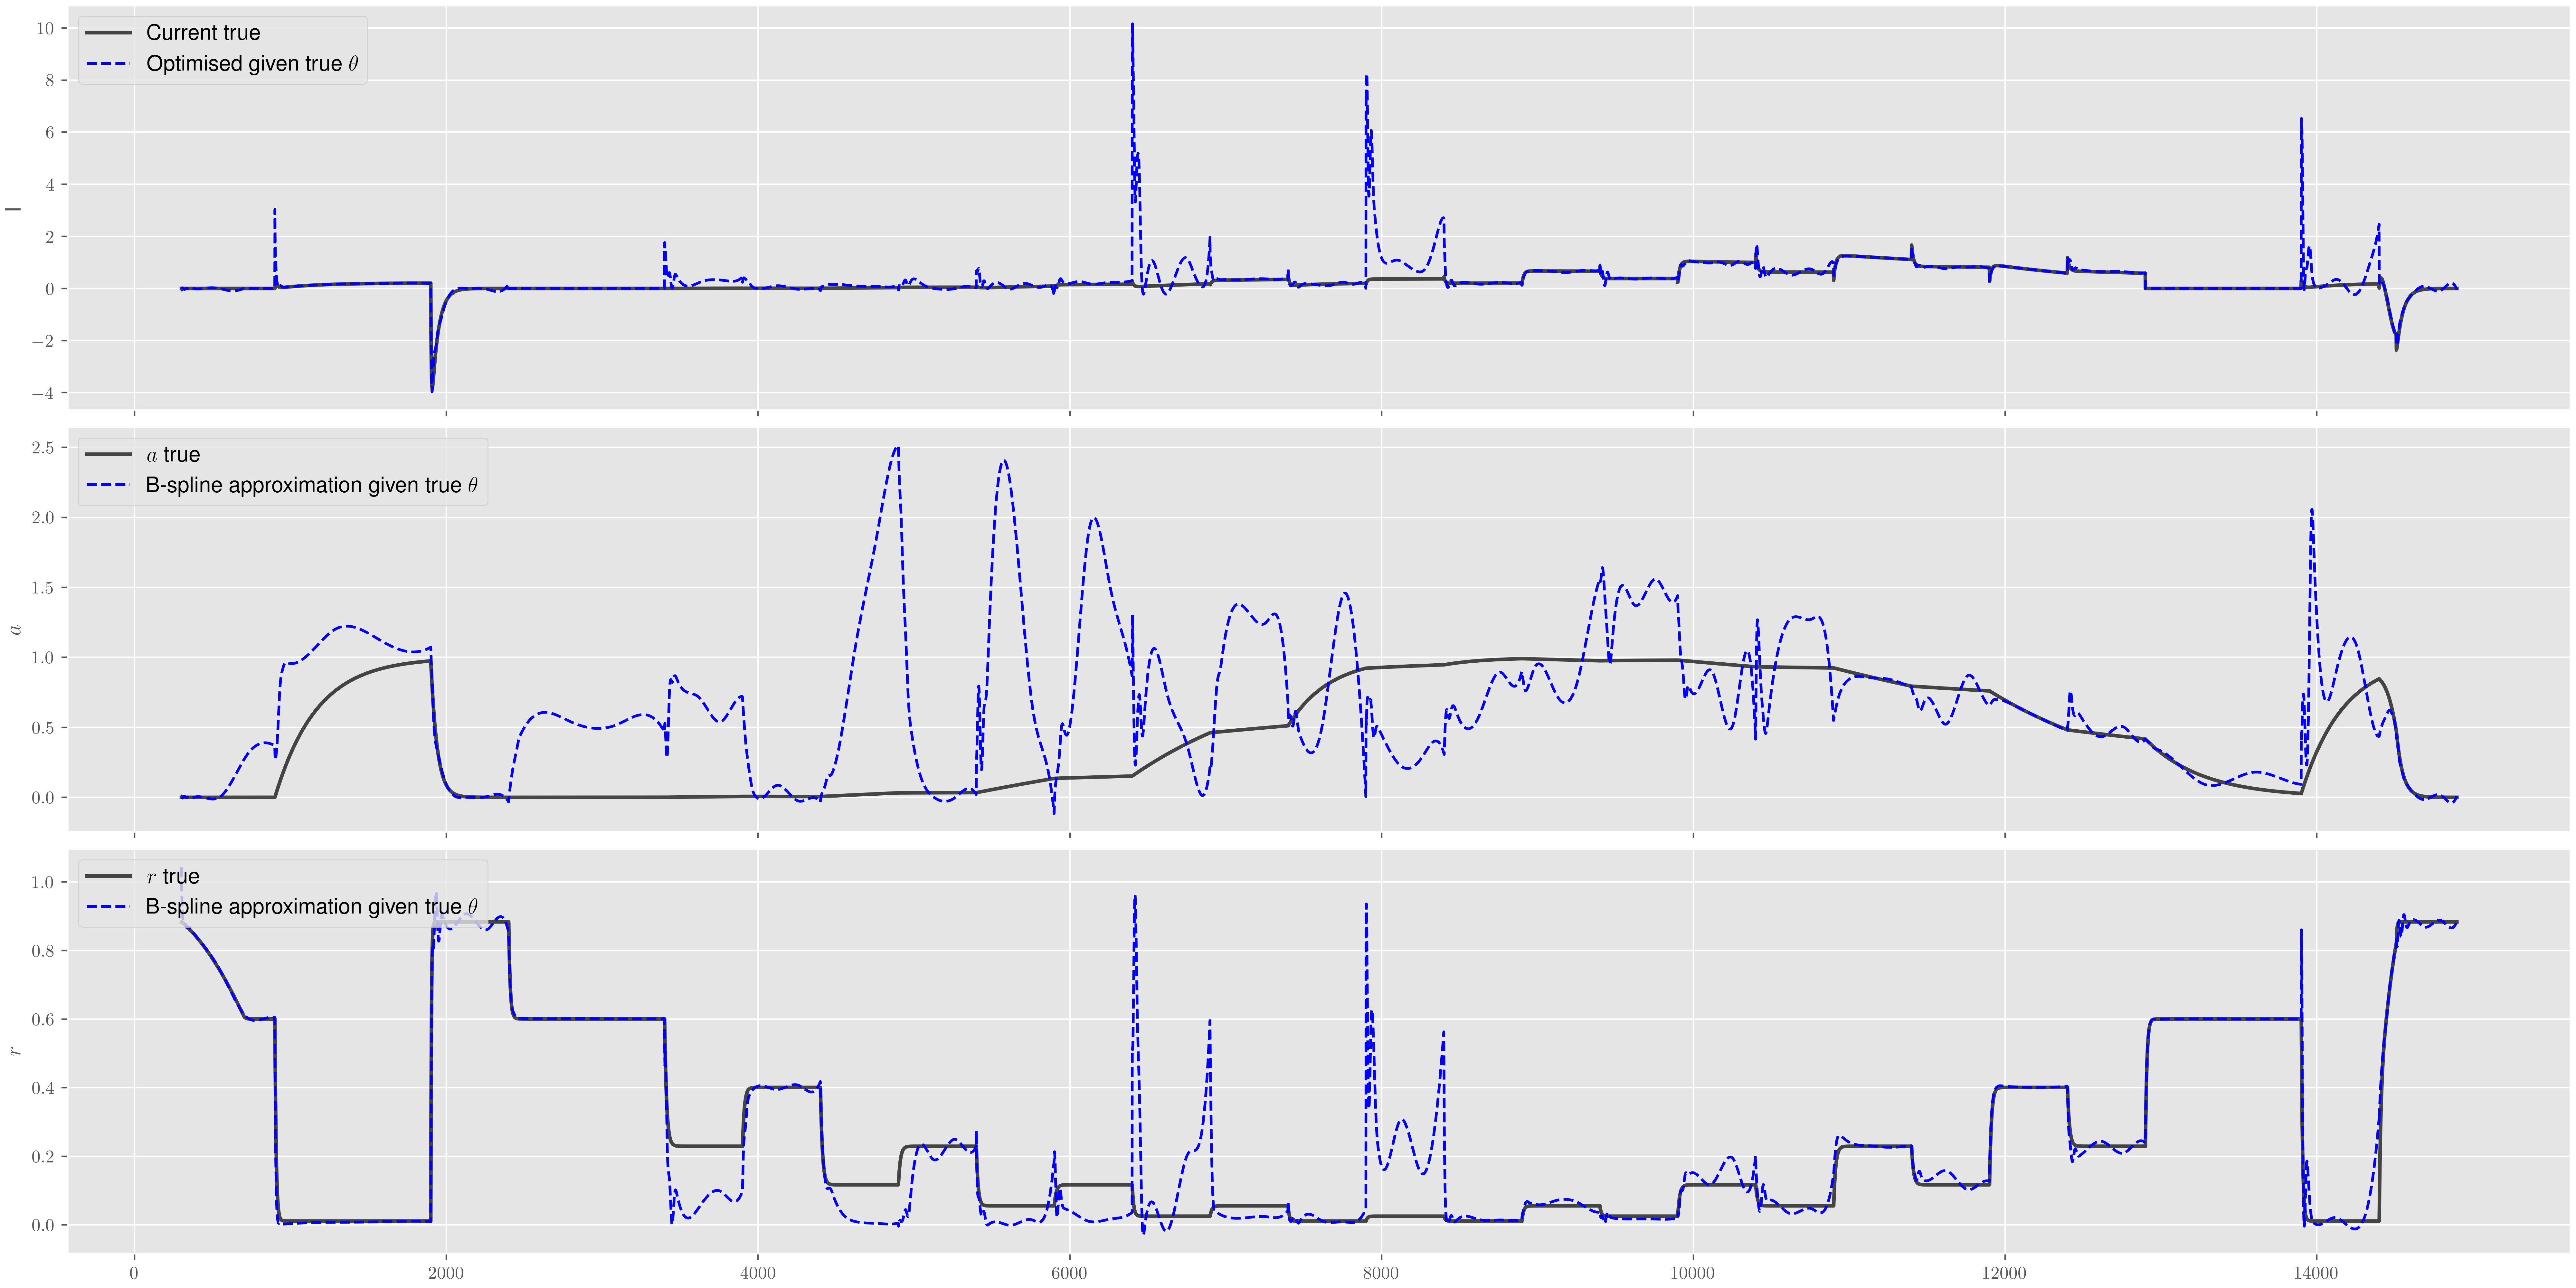 Current true
Optimised given true θ
10
8
6
4
2
0
−2
−4
I
a true
B-spline approximation given true θ
2.5
2.0
1.5
1.0
0.5
0.0
a
r true
B-spline approximation given true θ
1.0
0.8
0.6
0.4
0.2
0.0
r
0 2000 4000 6000 8000 10000 12000 14000